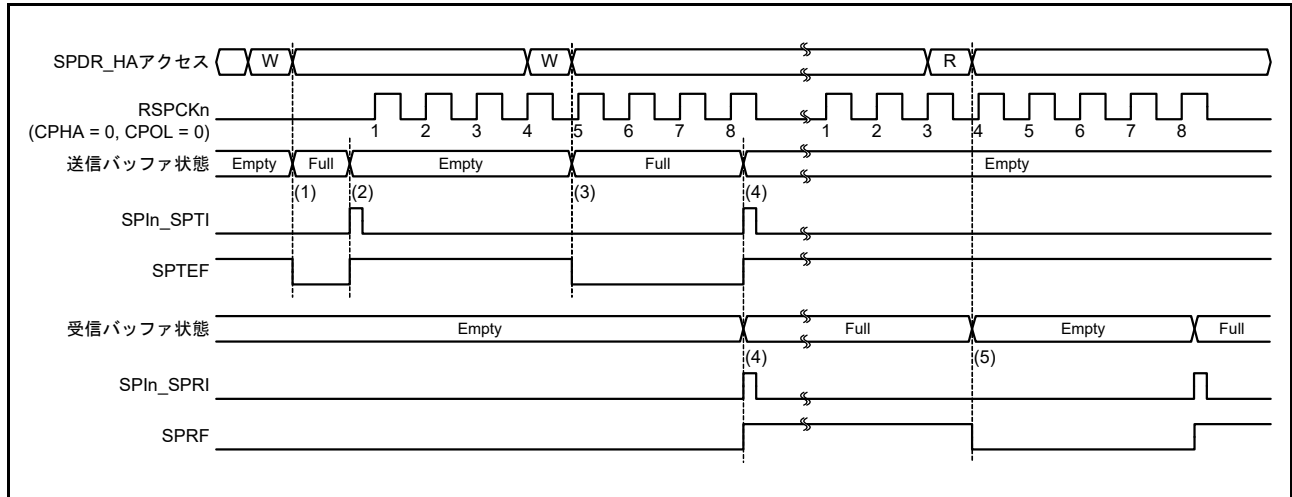 SPDR_HAアクセス W W R
RSPCKn
(CPHA = 0, CPOL = 0) 1 2 3 4 5 6 7 8 1 2 3 4 5 6 7 8
送信バッファ状態 Empty Full Empty Full Empty
(1) (2) (3) (4)
SPIn_SPTI
SPTEF
受信バッファ状態 Empty Full Empty Full
(4) (5)
SPIn_SPRI
SPRF